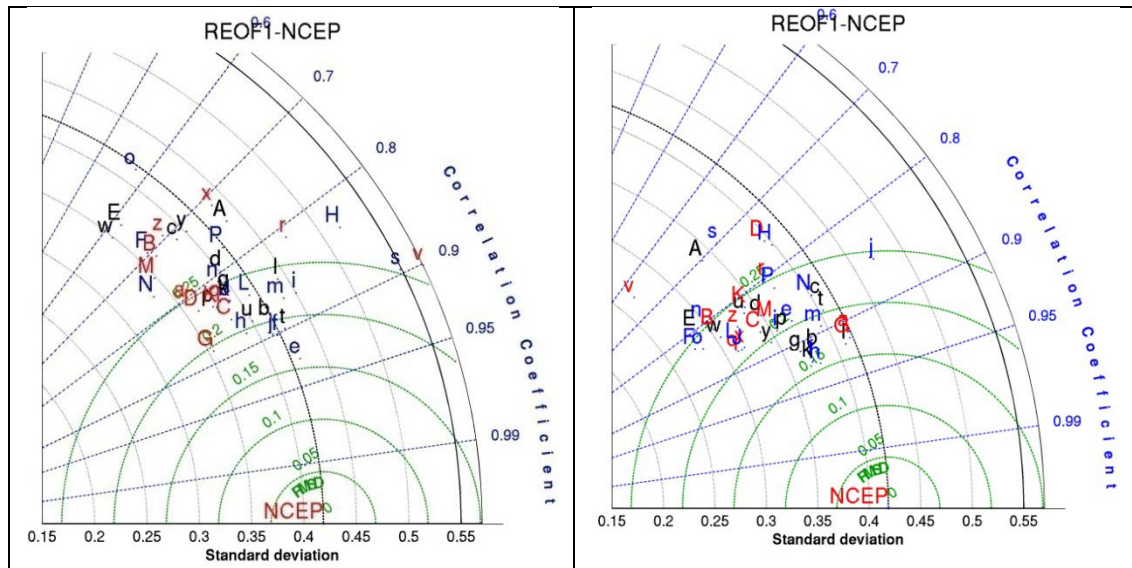 0.6
REOF1-NCEP
0.7
0.8
0.9
0.95
0.99
Correlation Coefficient
o
x
E
A
w
z
c
y
r
H
F
B
P
M
N
d
n
l
s
v
g
L
m
i
D
p
C
u
b
h
t
G
e
0.25
0.2
0.15
0.1
0.05
RMSD
0
NCEP
0.15 0.2 0.25 0.3 0.35 0.4 0.45 0.5 0.55
Standard deviation
0.6
REOF1-NCEP
0.7
0.8
0.9
0.95
0.99
Correlation Coefficient
D
H
s
A
j
r
P
v
K
u
d
N
c
t
n
E
B
w
z
C
M
e
p
m
F
o
y
g
b
k
h
0.25
0.15
0.1
0.05
RMSD
0
NCEP
0.15 0.2 0.25 0.3 0.35 0.4 0.45 0.5 0.55
Standard deviation